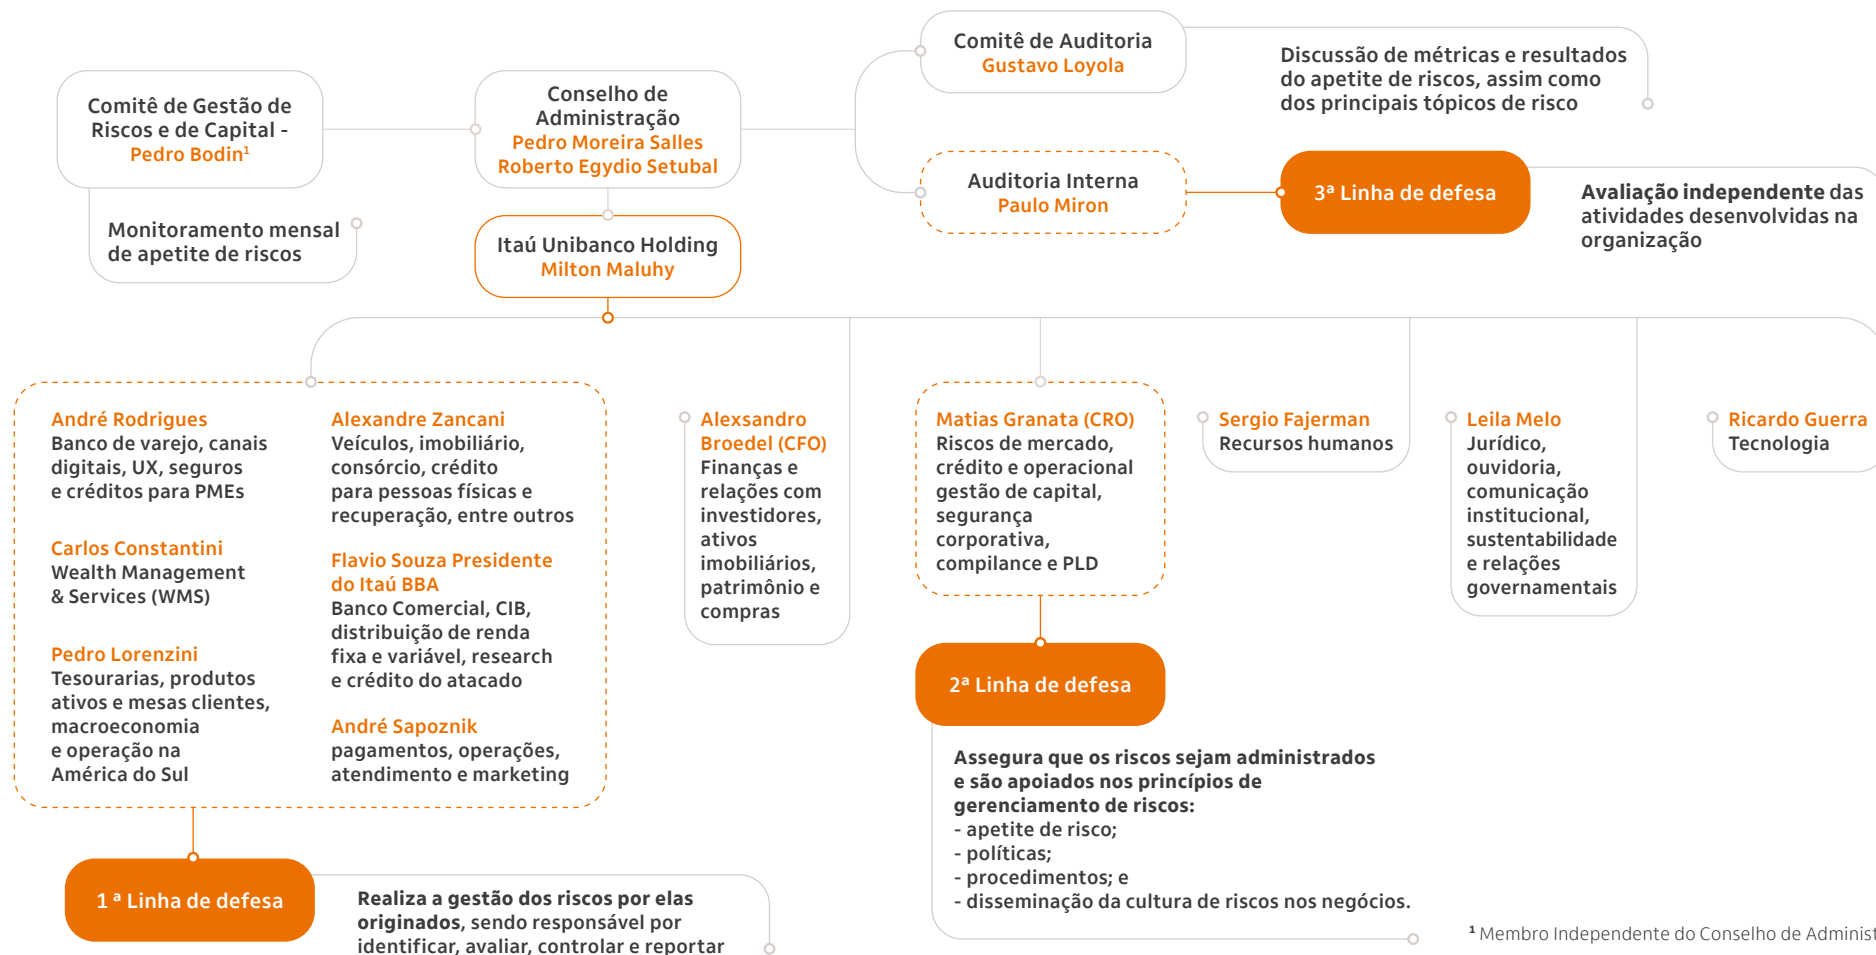 Comitê de Gestão de
Riscos e de Capital -
Pedro Bodin¹
Monitoramento mensal
de apetite de riscos
Conselho de
Administração
Pedro Moreira Salles
Roberto Egydio Setubal
Itaú Unibanco Holding
Milton Maluhy
Comitê de Auditoria
Gustavo Loyola
Discussão de métricas e resultados
do apetite de riscos, assim como
dos principais tópicos de risco
Auditoria Interna
Paulo Miron
3ª Linha de defesa
Avaliação independente das
atividades desenvolvidas na
organização
André Rodrigues
Banco de varejo, canais
digitais, UX, seguros
e créditos para PMEs
Carlos Constantini
Wealth Management
& Services (WMS)
Pedro Lorenzini
Tesourarias, produtos
ativos e mesas clientes,
macroeconomia
e operação na
América do Sul
Alexandre Zancani
Veículos, imobiliário,
consórcio, crédito
para pessoas físicas e
recuperação, entre outros
Flavio Souza Presidente
do Itaú BBA
Banco Comercial, CIB,
distribuição de renda
fixa e variável, research
e crédito do atacado
André Sapoznik
pagamentos, operações,
atendimento e marketing
1 ª Linha de defesa
Realiza a gestão dos riscos por elas
originados, sendo responsável por
identificar, avaliar, controlar e reportar
Alexsandro
Broedel (CFO)
Finanças e
relações com
investidores,
ativos
imobiliários,
patrimônio e
compras
Matias Granata (CRO)
Riscos de mercado,
crédito e operacional
gestão de capital,
segurança
corporativa,
compilance e PLD
2ª Linha de defesa
Assegura que os riscos sejam administrados
e são apoiados nos princípios de
gerenciamento de riscos:
- apetite de risco;
- políticas;
- procedimentos; e
- disseminação da cultura de riscos nos negócios.
Sergio Fajerman
Recursos humanos
Leila Melo
Jurídico,
ouvidoria,
comunicação
institucional,
sustentabilidade
e relações
governamentais
Ricardo Guerra
Tecnologia
¹ Membro Independente do Conselho de